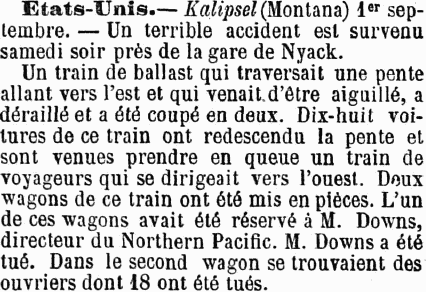 Etats-Unis.— Kalipsel (Montana) 1er sep-
tembre. — Un terrible accident est survenu
samedi soir près de la gare de Nyack.
Un train de ballast qui traversait une pente
allant vers l'est et qui venait d'être aiguillé, a
déraillé et a été coupé en deux. Dix-huit voi-
tures de ce train ont redescendu la pente et
sont venues prendre en queue un train de
voyageurs qui se dirigeait vers l'ouest. Deux
wagons de ce train ont été mis en pièces. L'un
de ces wagons avait été réservé à M. Downs,
directeur du Northern Pacific. M. Downs a été
tué. Dans le second wagon se trouvaient des
ouvriers dont 18 ont été tués.